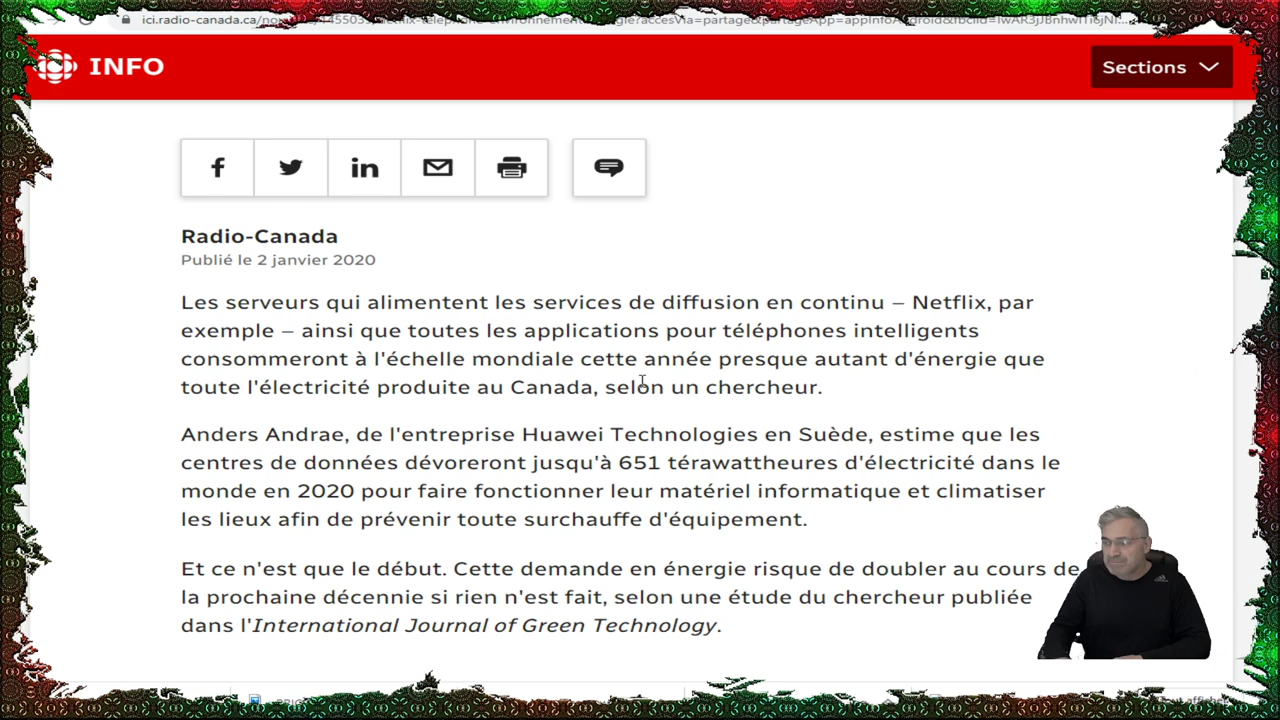 ici.radio-canada.ca/
INFO
Sections
Radio-Canada
Publié le 2 janvier 2020
Les serveurs qui alimentent les services de diffusion en continu – Netflix, par
exemple – ainsi que toutes les applications pour téléphones intelligents
consommeront à l'échelle mondiale cette année presque autant d'énergie que
toute l'électricité produite au Canada, selon un chercheur.
Anders Andrae, de l'entreprise Huawei Technologies en Suède, estime que les
centres de données dévoreront jusqu'à 651 térawattheures d'électricité dans le
monde en 2020 pour faire fonctionner leur matériel informatique et climatiser
les lieux afin de prévenir toute surchauffe d'équipement.
Et ce n'est que le début. Cette demande en énergie risque de doubler au cours de
la prochaine décennie si rien n'est fait, selon une étude du chercheur publiée
dans l'International Journal of Green Technology.